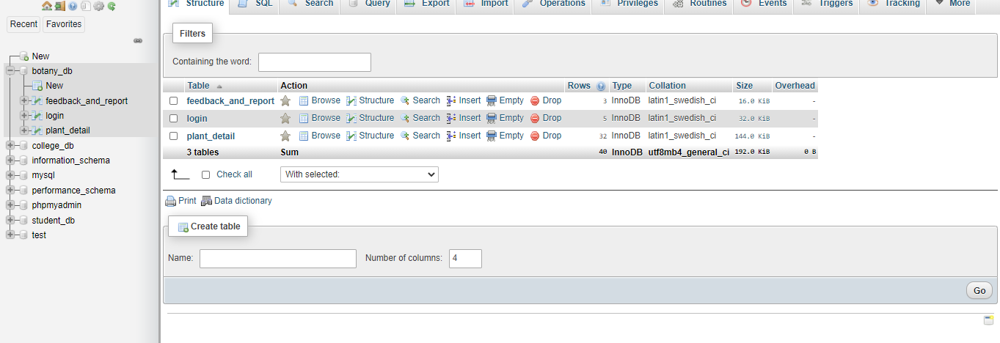 Structure SQL Search Query Export Import Operations Privileges Routines Events Triggers Tracking More
Recent Favorites
New
botany_db
New
feedback_and_report
login
plant_detail
college_db
information_schema
mysql
performance_schema
phpmyadmin
student_db
test
Filters
Containing the word:
Table Action Rows Type Collation Size Overhead
feedback_and_report Browse Structure Search Insert Empty Drop 3 InnoDB latin1_swedish_ci 16.0 KiB -
login Browse Structure Search Insert Empty Drop 5 InnoDB latin1_swedish_ci 32.0 KiB -
plant_detail Browse Structure Search Insert Empty Drop 32 InnoDB latin1_swedish_ci 144.0 KiB -
3 tables Sum 40 InnoDB utf8mb4_general_ci 192.0 KiB 0 B
Check all With selected:
Print Data dictionary
Create table
Name: Number of columns: 4
Go